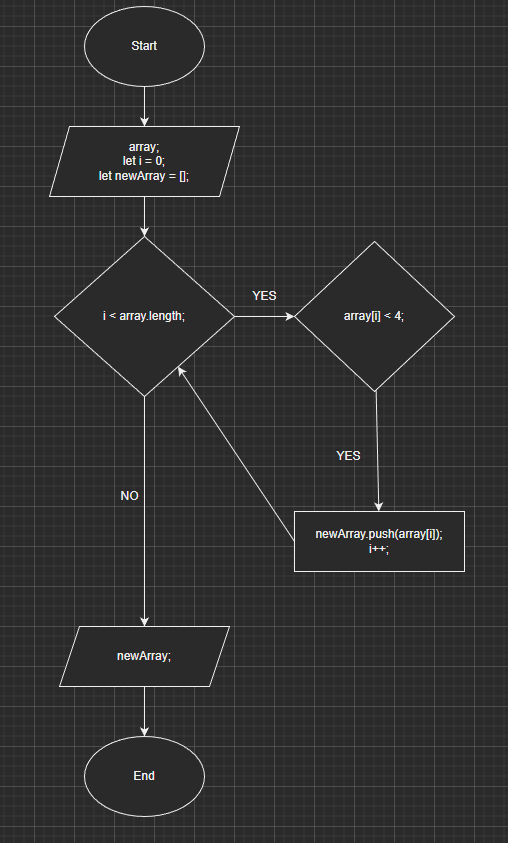 Start
array;
let i = 0;
let newArray = [];
i < array.length;
YES
array[i] < 4;
YES
NO
newArray.push(array[i]);
i++;
newArray;
End